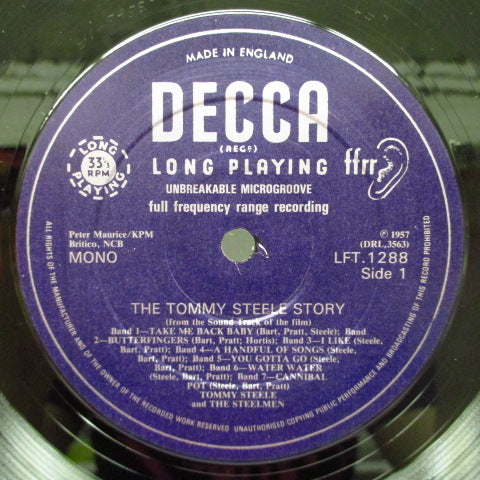 MADE IN ENGLAND
DECCA
(REGD.)
LONG PLAYING
ffrr
UNBREAKABLE MICROGROOVE
full frequency range recording
LONG PLAYING
33⅓
RPM
Peter Maurice/KPM
Britico, NCB
MONO
℗ 1957
(DRL,3563)
LFT.1288
Side 1
THE TOMMY STEELE STORY
(from the Sound Track of the film)
Band 1—TAKE ME BACK BABY (Bart, Pratt, Steele); Band
2—BUTTERFINGERS (Bart, Pratt; Hortis); Band 3—I LIKE (Steele,
Bart, Pratt); Band 4—A HANDFUL OF SONGS (Steele,
Bart, Pratt); Band 5—YOU GOTTA GO (Steele,
Bart, Pratt); Band 6—WATER WATER
(Steele, Bart, Pratt); Band 7—CANNIBAL
POT (Steele, Bart, Pratt)
TOMMY STEELE
and THE STEELMEN
ALL RIGHTS OF THE MANUFACTURER AND OF THE OWNER OF THE RECORDED WORK RESERVED UNAUTHORISED COPYING PUBLIC PERFORMANCE AND BROADCASTING OF THIS RECORD PROHIBITED